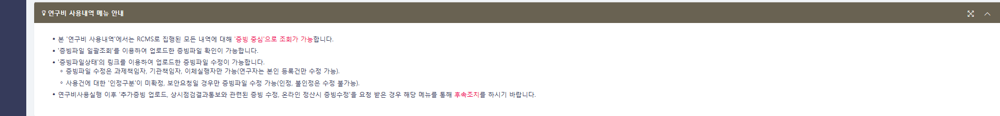 연구비 사용내역 메뉴 안내
• 본 '연구비 사용내역'에서는 RCMS로 집행된 모든 내역에 대해 '증빙 중심'으로 조회가 가능합니다.
• '증빙파일 일괄조회'를 이용하여 업로드한 증빙파일 확인이 가능합니다.
• '증빙파일상태'의 링크를 이용하여 업로드한 증빙파일 수정이 가능합니다.
◦ 증빙파일 수정은 과제책임자, 기관책임자, 이체실행자만 가능(연구자는 본인 등록건만 수정 가능).
◦ 사용건에 대한 '인정구분'이 미확정, 보안요청일 경우만 증빙파일 수정 가능(인정, 불인정은 수정 불가능).
• 연구비사용실행 이후 '추가증빙 업로드, 상시점검결과통보와 관련된 증빙 수정, 온라인 정산시 증빙수정'을 요청 받은 경우 해당 메뉴를 통해 후속조치를 하시기 바랍니다.